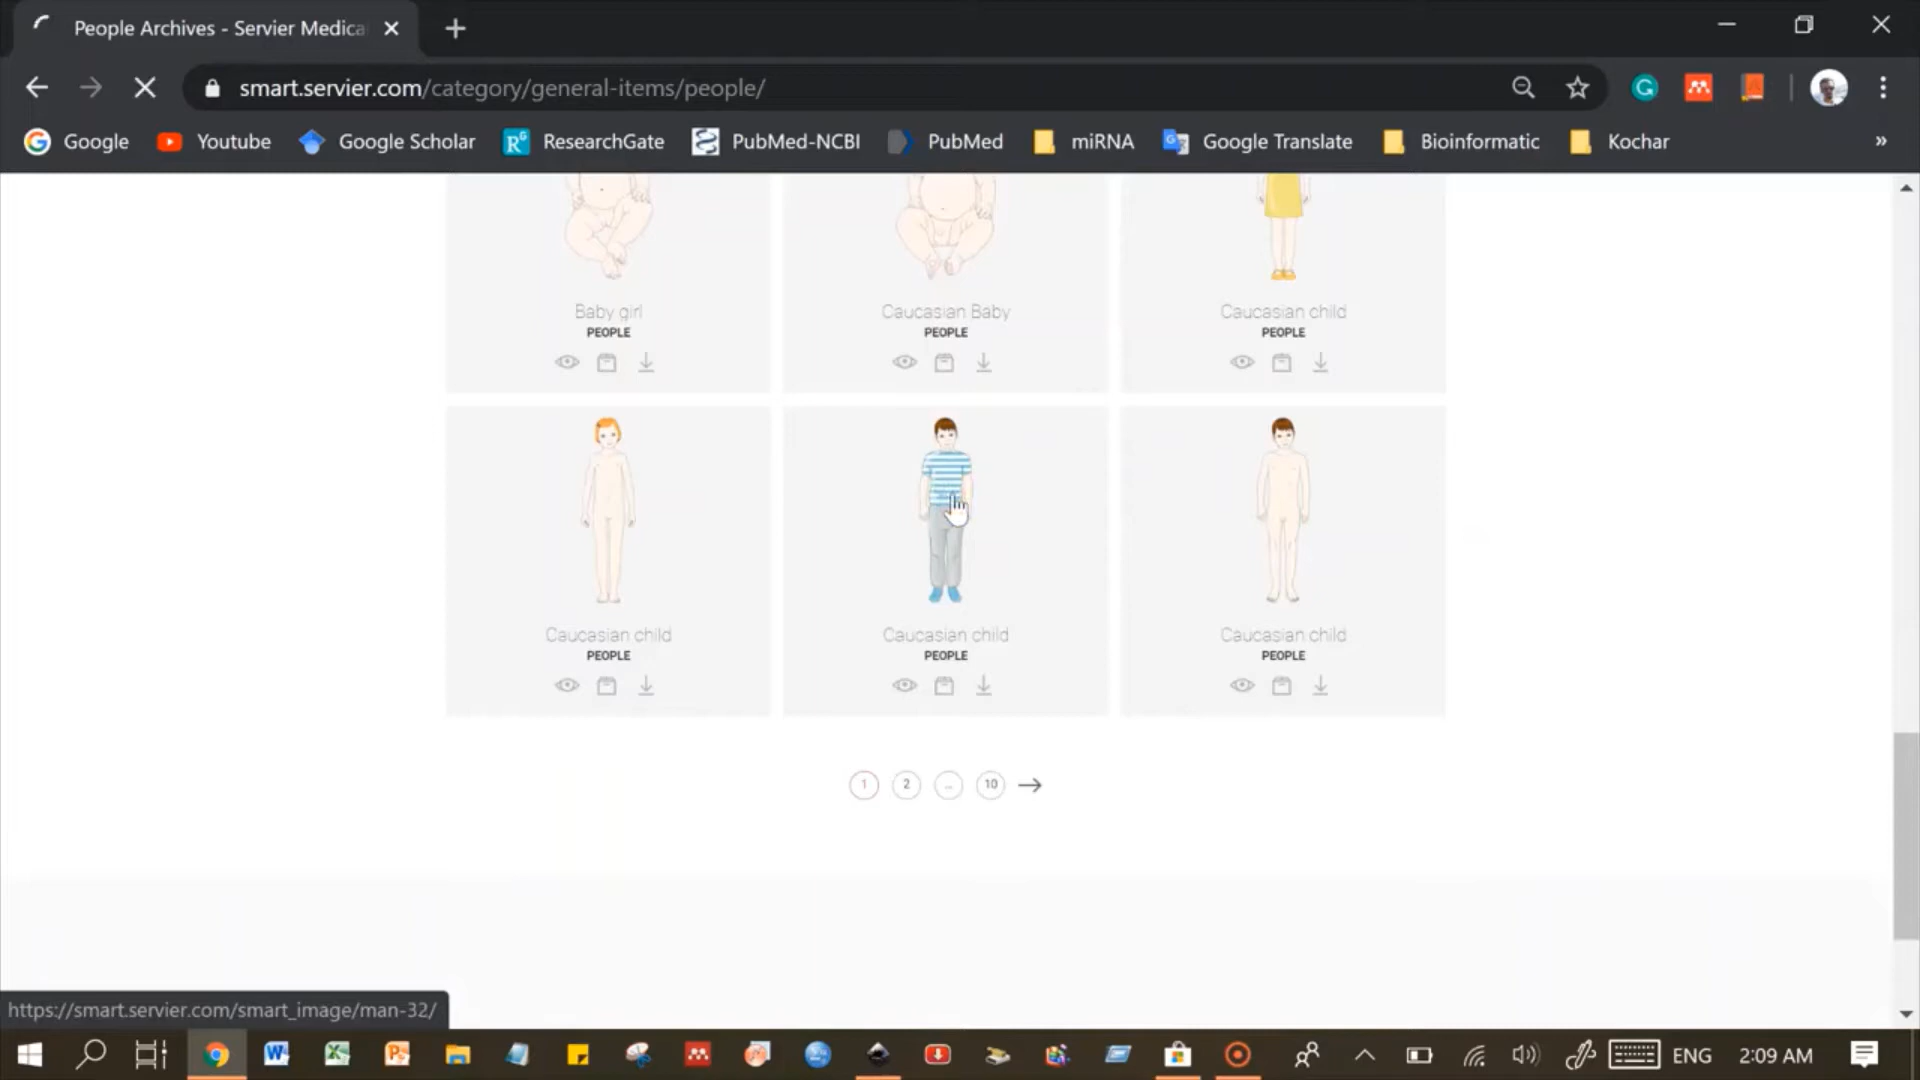 People Archives - Servier Medica
smart.servier.com/category/general-items/people/
Google Youtube Google Scholar ResearchGate PubMed-NCBI PubMed miRNA Google Translate Bioinformatic Kochar »
Baby girl Caucasian Baby Caucasian child
PEOPLE PEOPLE PEOPLE
Caucasian child Caucasian child Caucasian child
PEOPLE PEOPLE PEOPLE
1 2 ... 10 →
https://smart.servier.com/smart_image/man-32/
ENG 2:09 AM